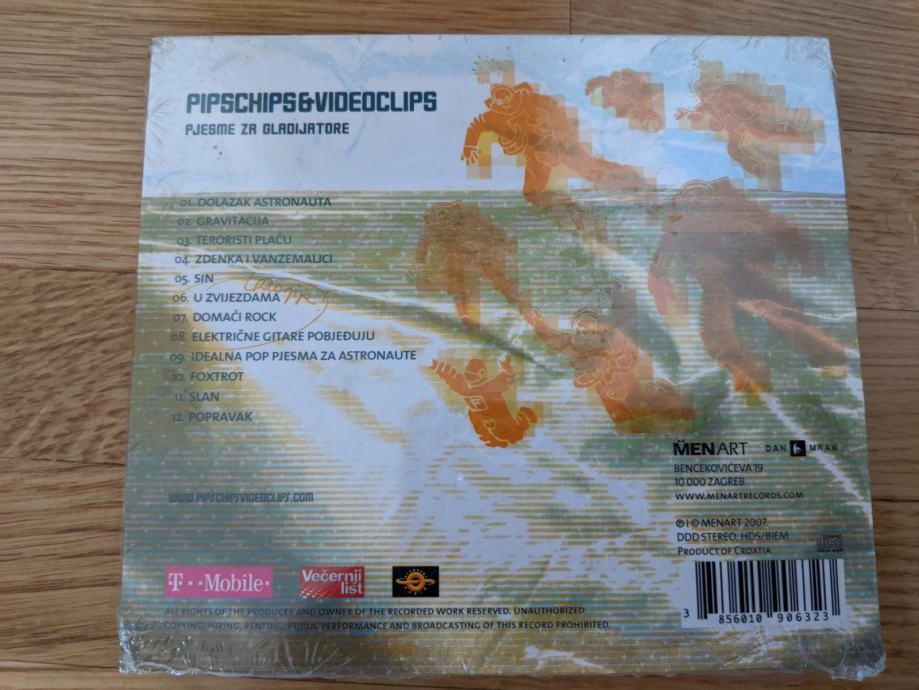 PIPSCHIPS&VIDEOCLIPS
PJESME ZA GLADIJATORE
01. DOLAZAK ASTRONAUTA
02. GRAVITACIJA
03. TERORISTI PLAČU
04. ZDENKA I VANZEMALJCI
05. SIN
06. U ZVIJEZDAMA
07. DOMAĆI ROCK
08. ELEKTRIČNE GITARE POBJEĐUJU
09. IDEALNA POP PJESMA ZA ASTRONAUTE
10. FOXTROT
11. SLAN
12. POPRAVAK
MENART DAN MRAK
BENCEKOVIĆEVA 19
10 000 ZAGREB
WWW.MENARTRECORDS.COM
WWW.PIPSCHIPSVIDEOCLIPS.COM
℗ I © MENART 2007.
DDD STEREO, HDS/BIEM
PRODUCT OF CROATIA
T··Mobile·
Večernji list
ALL RIGHTS OF THE PRODUCER AND OWNER OF THE RECORDED WORK RESERVED. UNAUTHORIZED
COPYING, HIRING, RENTING, PUBLIC PERFORMANCE AND BROADCASTING OF THIS RECORD PROHIBITED.
3 856010 906323